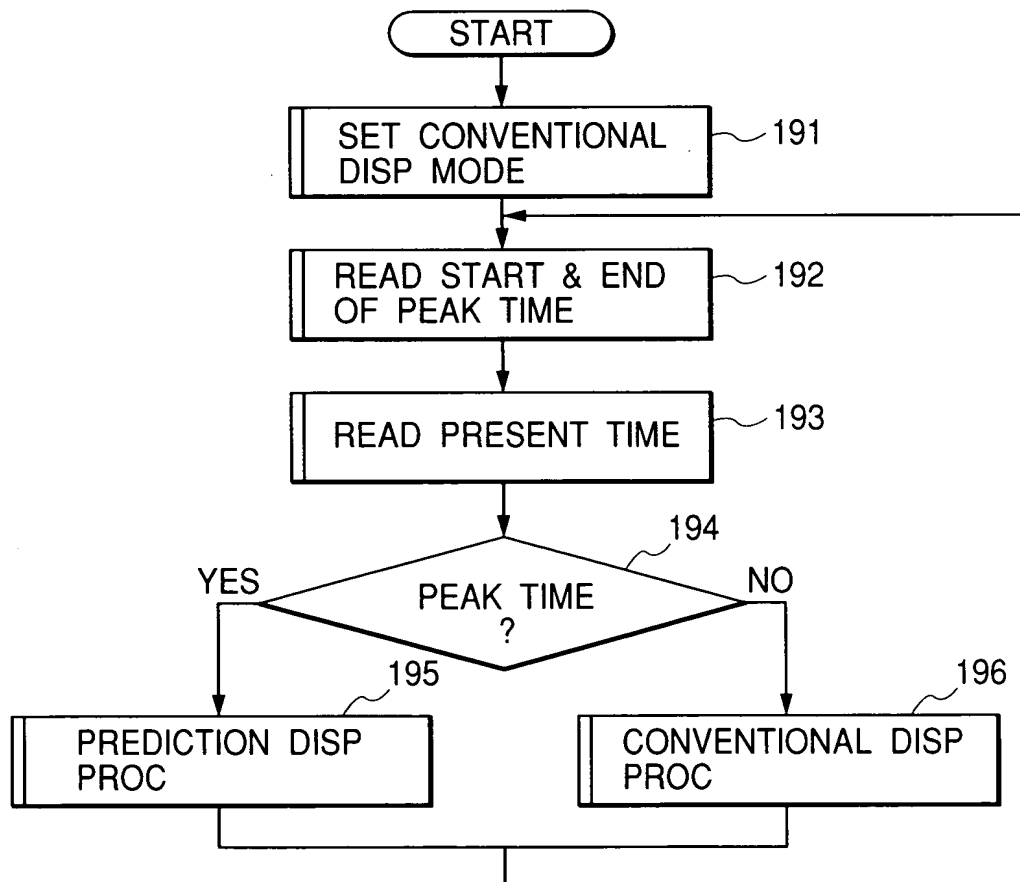 START
SET CONVENTIONAL
DISP MODE
191
READ START & END
OF PEAK TIME
192
READ PRESENT TIME
193
194
YES
NO
PEAK TIME
?
195
PREDICTION DISP
PROC
196
CONVENTIONAL DISP
PROC